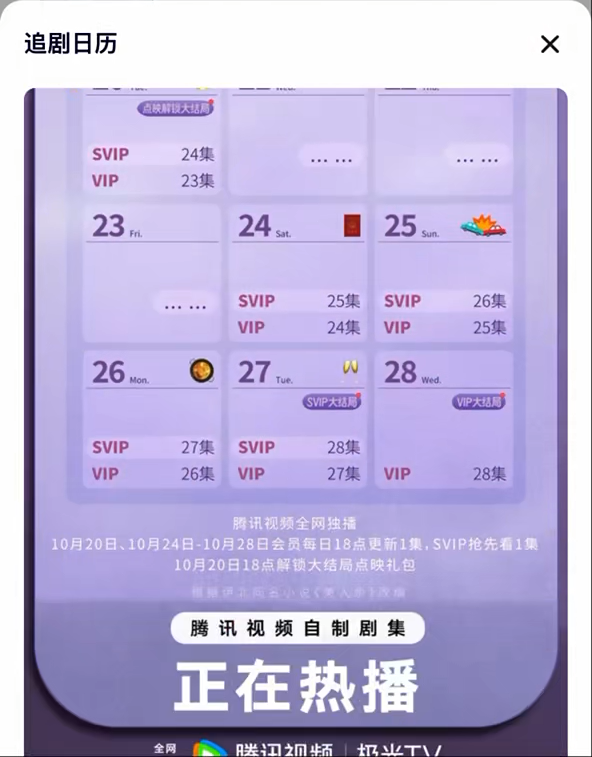 追剧日历
点映解锁大结局
SVIP 24集
VIP 23集
... ...
... ...
23 Fri.
24 Sat.
25 Sun.
... ...
SVIP 25集
VIP 24集
SVIP 26集
VIP 25集
26 Mon.
27 Tue.
28 Wed.
SVIP大结局
VIP大结局
SVIP 27集
VIP 26集
SVIP 28集
VIP 27集
VIP 28集
腾讯视频全网独播
10月20日、10月24日-10月28日会员每日18点更新1集,SVIP抢先看1集
10月20日18点解锁大结局点映礼包
腾讯视频自制剧集
正在热播
全网
腾讯视频 | 极光TV